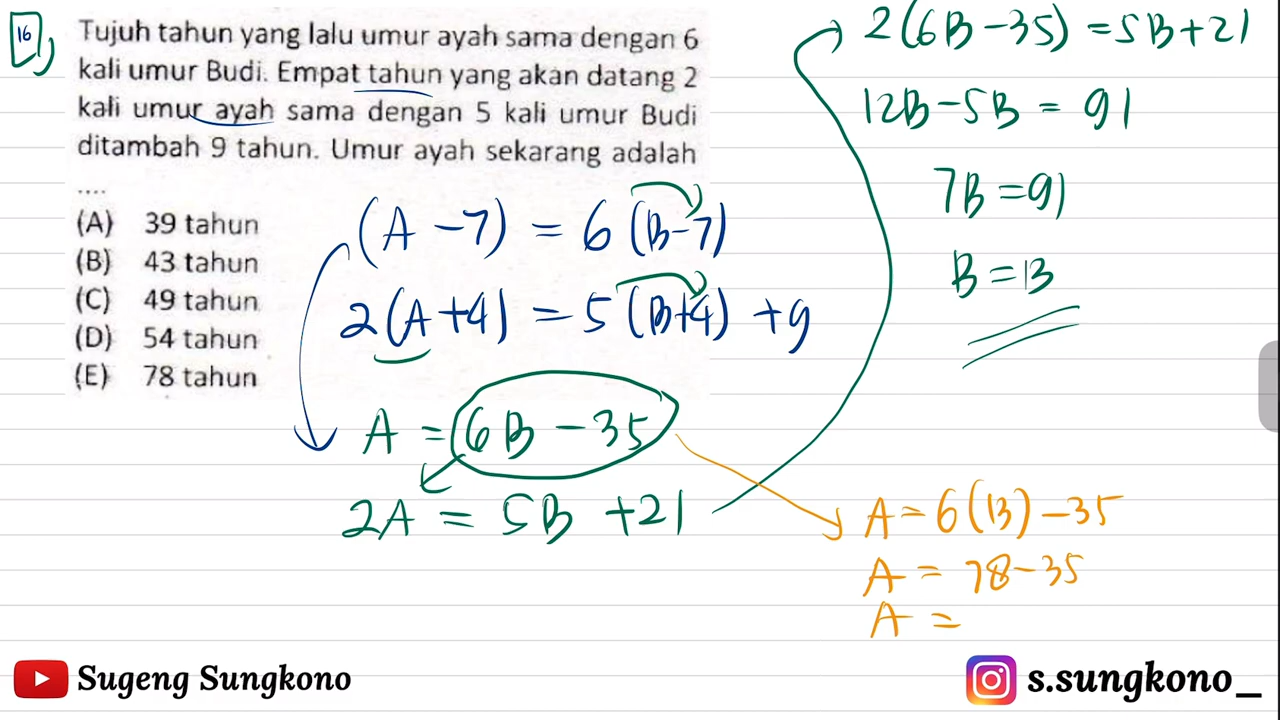 16
Tujuh tahun yang lalu umur ayah sama dengan 6
kali umur Budi. Empat tahun yang akan datang 2
kali umur ayah sama dengan 5 kali umur Budi
ditambah 9 tahun. Umur ayah sekarang adalah
....
(A) 39 tahun
(B) 43 tahun
(C) 49 tahun
(D) 54 tahun
(E) 78 tahun
(A - 7) = 6 (B - 7)
2(A + 4) = 5 (B + 4) + 9
A = 6B - 35
2A = 5B + 21
2(6B - 35) = 5B + 21
12B - 5B = 91
7B = 91
B = 13
A = 6(13) - 35
A = 78 - 35
A =
Sugeng Sungkono
s.sungkono_